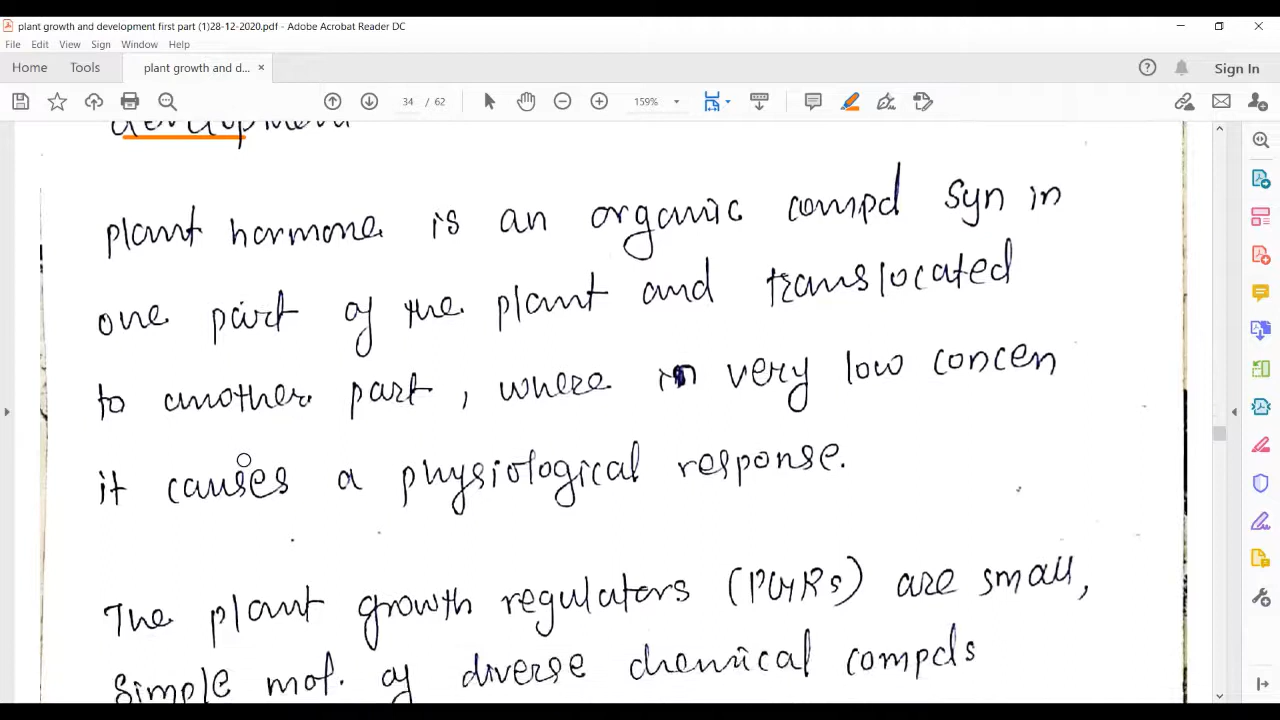 plant growth and development first part (1)28-12-2020.pdf - Adobe Acrobat Reader DC
File Edit View Sign Window Help
Home Tools plant growth and d... × Sign In
34 / 62 159%
development
plant hormone is an organic compd syn in
one part of the plant and translocated
to another part, where in very low concen
it causes a physiological response.
The plant growth regulators (PGRs) are small,
simple mol. of diverse chemical compds